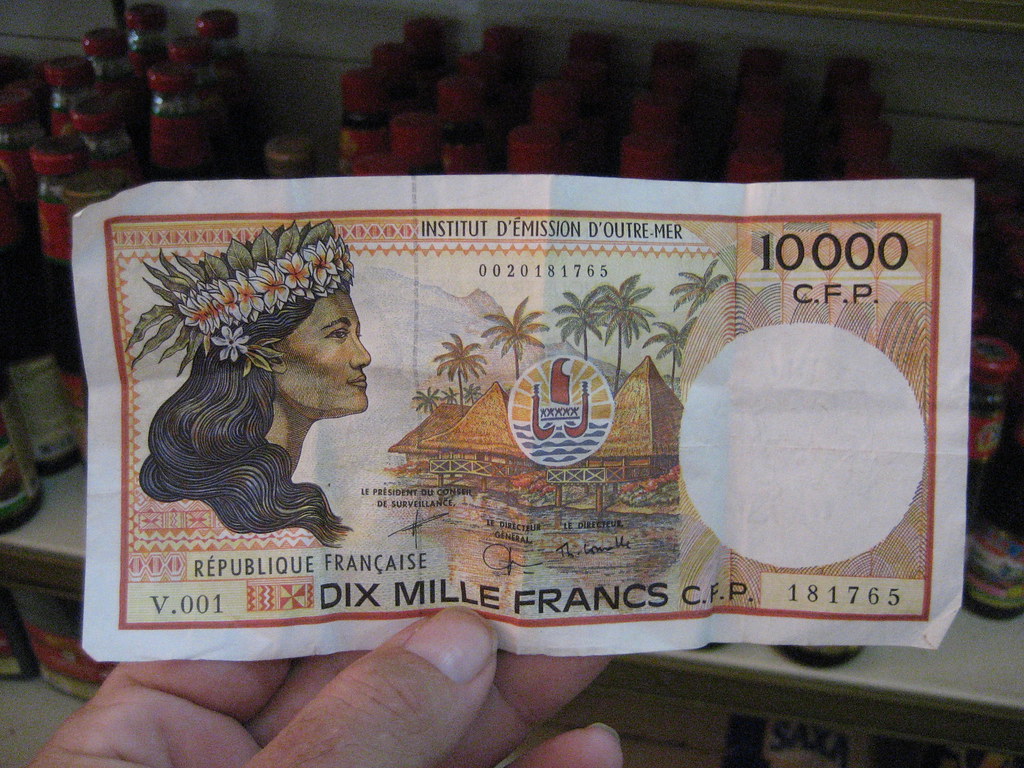 INSTITUT D'ÉMISSION D'OUTRE-MER
10000
C.F.P.
0020181765
LE PRÉSIDENT DU CONSEIL
DE SURVEILLANCE,
LE DIRECTEUR
GÉNÉRAL,
LE DIRECTEUR,
RÉPUBLIQUE FRANÇAISE
V.001
DIX MILLE FRANCS C.F.P.
181765
SAXA